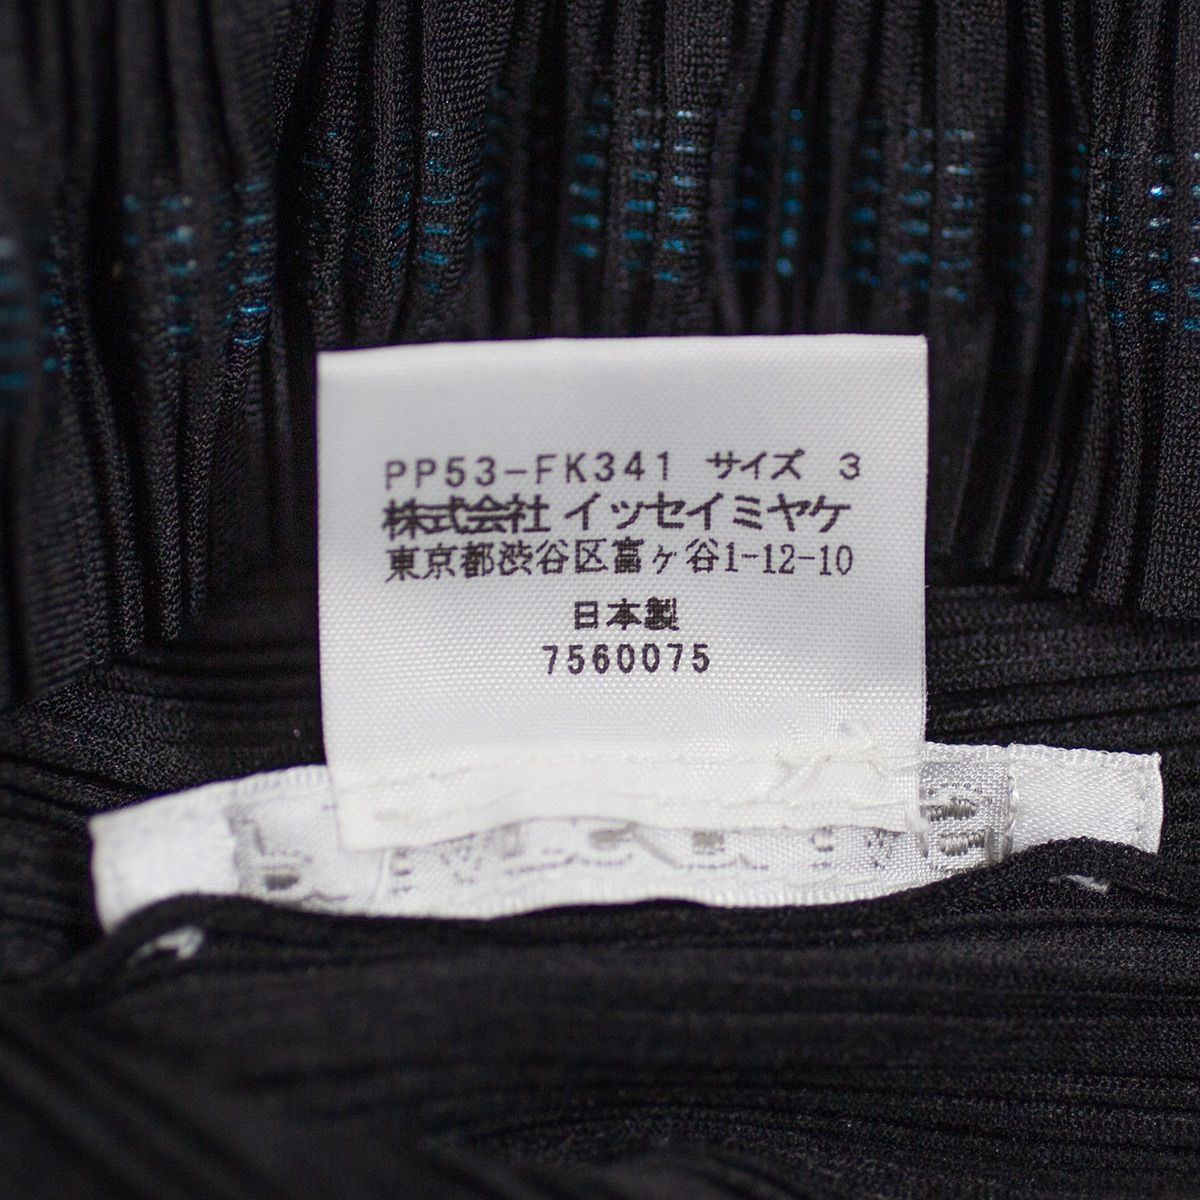 PP53-FK341 サイズ 3
株式会社 イッセイミヤケ
東京都渋谷区富ヶ谷1-12-10
日本製
7560075